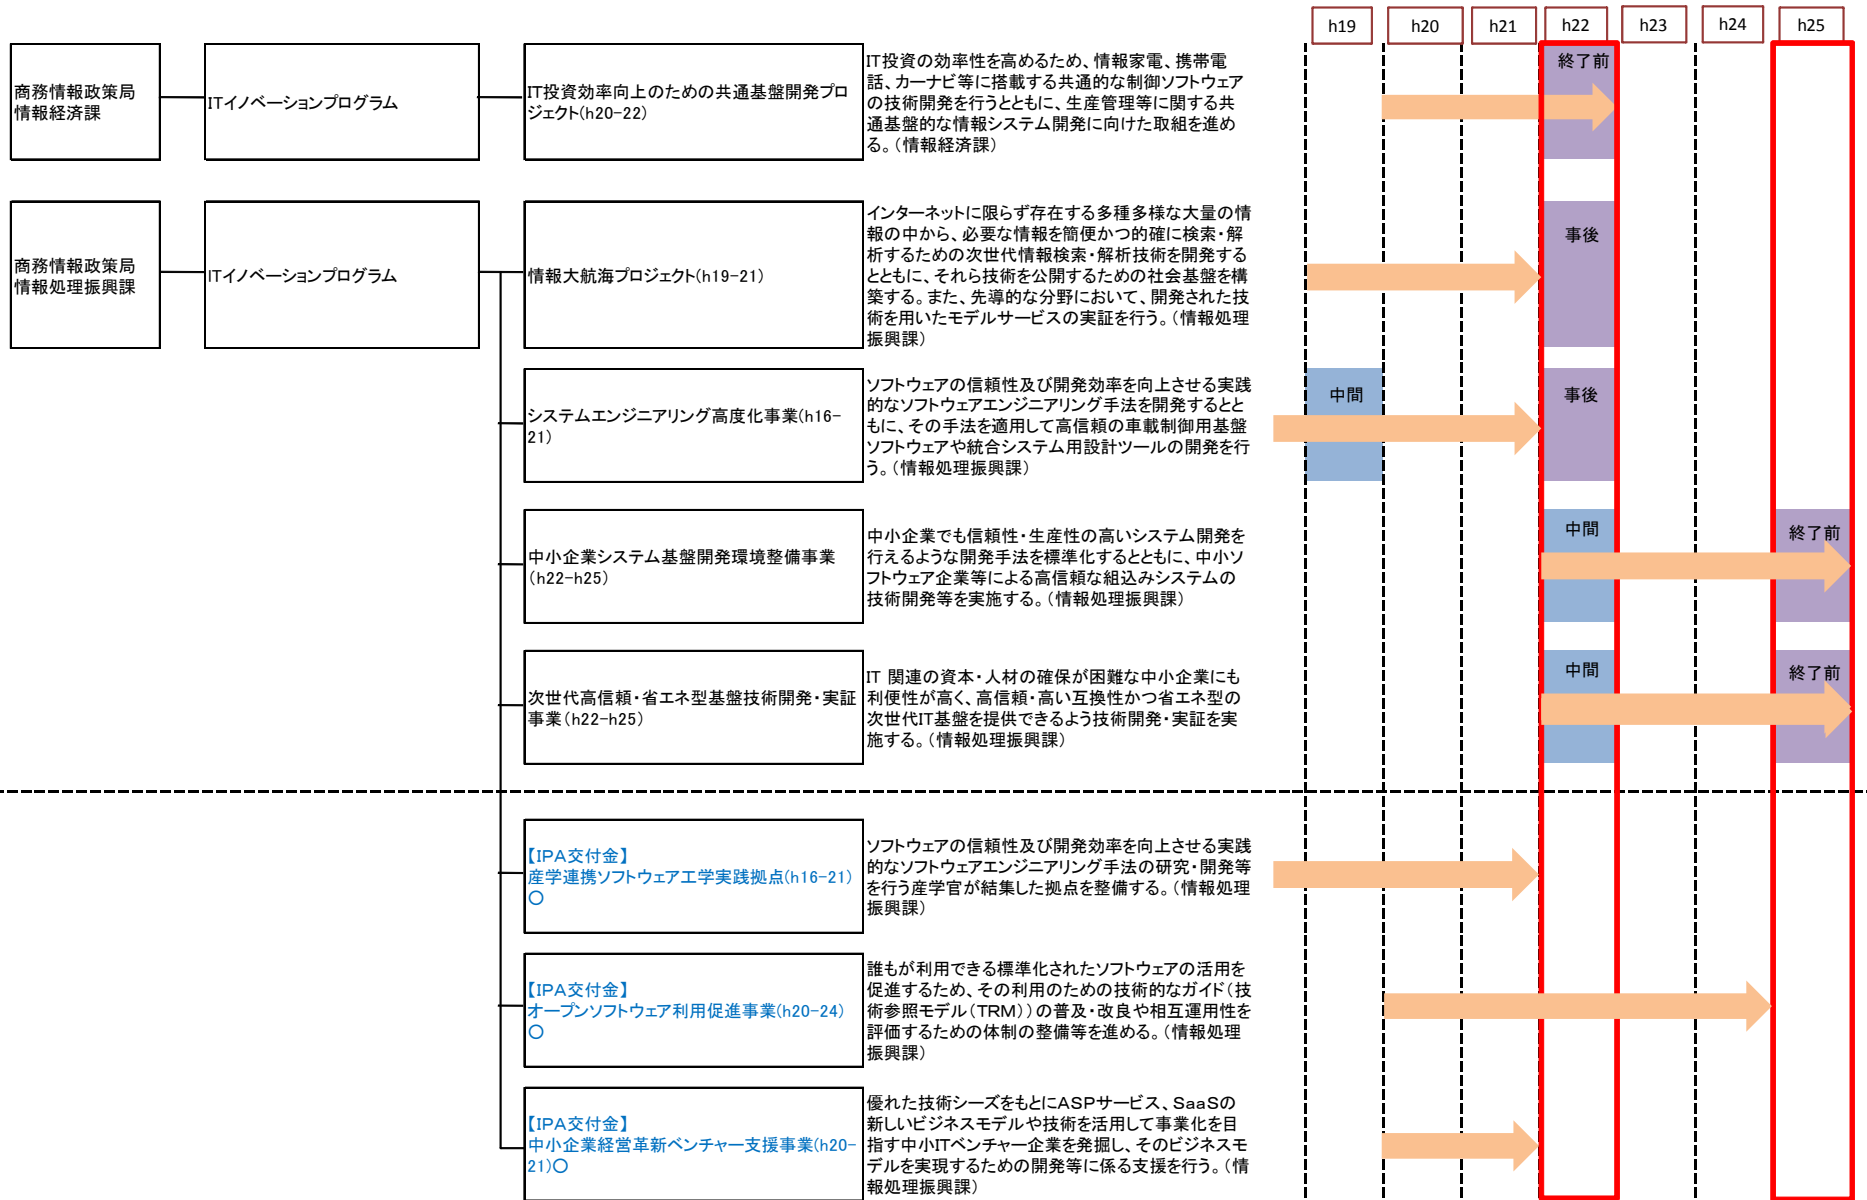 h19
h20
h21
h22
h23
h24
h25
商務情報政策局
情報経済課
ITイノベーションプログラム
IT投資効率向上のための共通基盤開発プロ
ジェクト(h20-22)
IT投資の効率性を高めるため、情報家電、携帯電
話、カーナビ等に搭載する共通的な制御ソフトウェア
の技術開発を行うとともに、生産管理等に関する共
通基盤的な情報システム開発に向けた取組を進め
る。(情報経済課)
終了前
商務情報政策局
情報処理振興課
ITイノベーションプログラム
情報大航海プロジェクト(h19-21)
インターネットに限らず存在する多種多様な大量の情
報の中から、必要な情報を簡便かつ的確に検索・解
析するための次世代情報検索・解析技術を開発する
とともに、それら技術を公開するための社会基盤を構
築する。また、先導的な分野において、開発された技
術を用いたモデルサービスの実証を行う。(情報処理
振興課)
事後
システムエンジニアリング高度化事業(h16-
21)
ソフトウェアの信頼性及び開発効率を向上させる実践
的なソフトウェアエンジニアリング手法を開発するとと
もに、その手法を適用して高信頼の車載制御用基盤
ソフトウェアや統合システム用設計ツールの開発を行
う。(情報処理振興課)
中間
事後
中小企業システム基盤開発環境整備事業
(h22-h25)
中小企業でも信頼性・生産性の高いシステム開発を
行えるような開発手法を標準化するとともに、中小ソ
フトウェア企業等による高信頼な組込みシステムの
技術開発等を実施する。(情報処理振興課)
中間
終了前
次世代高信頼・省エネ型基盤技術開発・実証
事業(h22-h25)
IT 関連の資本・人材の確保が困難な中小企業にも
利便性が高く、高信頼・高い互換性かつ省エネ型の
次世代IT基盤を提供できるよう技術開発・実証を実
施する。(情報処理振興課)
中間
終了前
【IPA交付金】
産学連携ソフトウェア工学実践拠点(h16-21)
○
ソフトウェアの信頼性及び開発効率を向上させる実践
的なソフトウェアエンジニアリング手法の研究・開発等
を行う産学官が結集した拠点を整備する。(情報処理
振興課)
【IPA交付金】
オープンソフトウェア利用促進事業(h20-24)
○
誰もが利用できる標準化されたソフトウェアの活用を
促進するため、その利用のための技術的なガイド(技
術参照モデル(TRM))の普及・改良や相互運用性を
評価するための体制の整備等を進める。(情報処理
振興課)
【IPA交付金】
中小企業経営革新ベンチャー支援事業(h20-
21)○
優れた技術シーズをもとにASPサービス、SaaSの
新しいビジネスモデルや技術を活用して事業化を目
指す中小ITベンチャー企業を発掘し、そのビジネスモ
デルを実現するための開発等に係る支援を行う。(情
報処理振興課)